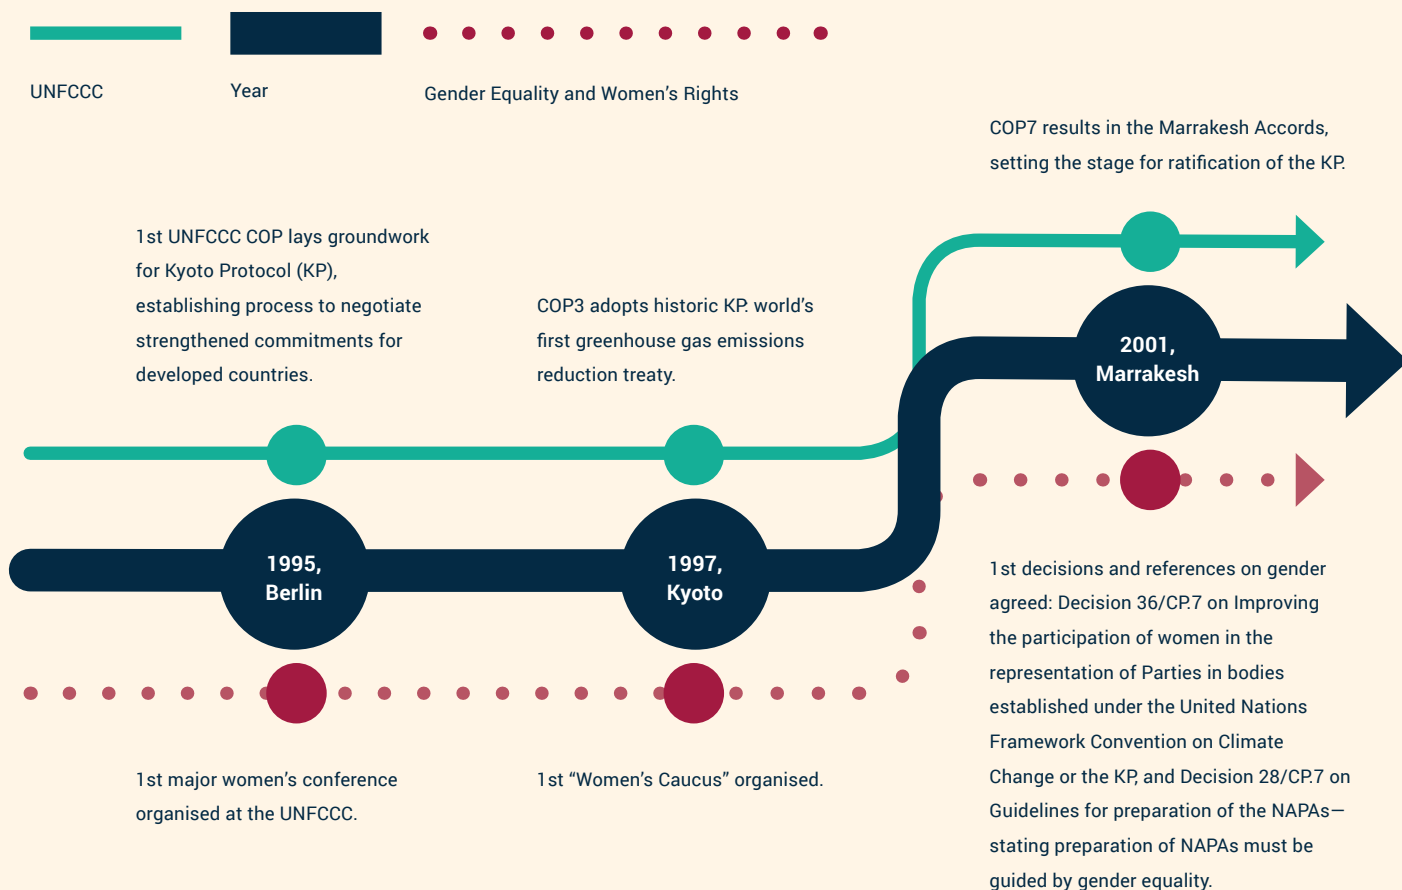 UNFCCC
Year
Gender Equality and Women's Rights
COP7 results in the Marrakesh Accords,
setting the stage for ratification of the KP.
1st UNFCCC COP lays groundwork
for Kyoto Protocol (KP),
establishing process to negotiate
strengthened commitments for
developed countries.
COP3 adopts historic KP: world's
first greenhouse gas emissions
reduction treaty.
2001,
Marrakesh
1995,
Berlin
1997,
Kyoto
1st major women's conference
organised at the UNFCCC.
1st “Women's Caucus” organised.
1st decisions and references on gender
agreed: Decision 36/CP.7 on Improving
the participation of women in the
representation of Parties in bodies
established under the United Nations
Framework Convention on Climate
Change or the KP, and Decision 28/CP.7 on
Guidelines for preparation of the NAPAs—
stating preparation of NAPAs must be
guided by gender equality.